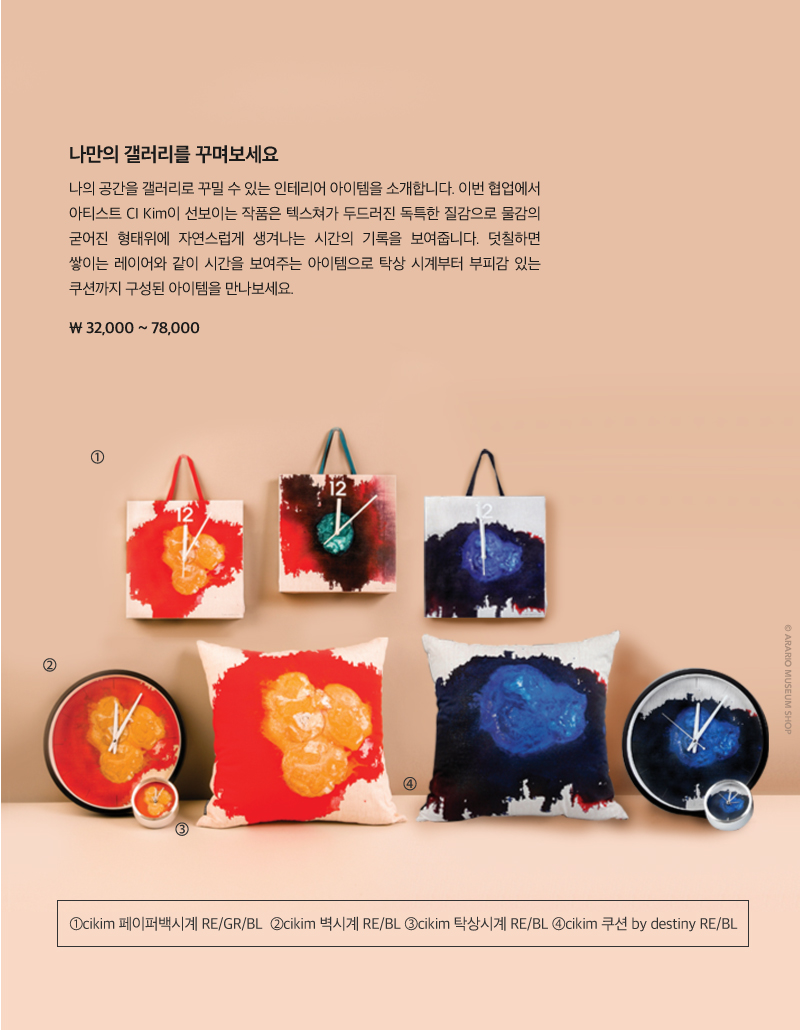 나만의 갤러리를 꾸며보세요
나의 공간을 갤러리로 꾸밀 수 있는 인테리어 아이템을 소개합니다. 이번 협업에서
아티스트 CI Kim이 선보이는 작품은 텍스쳐가 두드러진 독특한 질감으로 물감의
굳어진 형태위에 자연스럽게 생겨나는 시간의 기록을 보여줍니다. 덧칠하면
쌓이는 레이어와 같이 시간을 보여주는 아이템으로 탁상 시계부터 부피감 있는
쿠션까지 구성된 아이템을 만나보세요.
₩ 32,000 ~ 78,000
①
12
12
12
②
③
④
© ARARIO MUSEUM SHOP
①cikim 페이퍼백시계 RE/GR/BL ②cikim 벽시계 RE/BL ③cikim 탁상시계 RE/BL ④cikim 쿠션 by destiny RE/BL